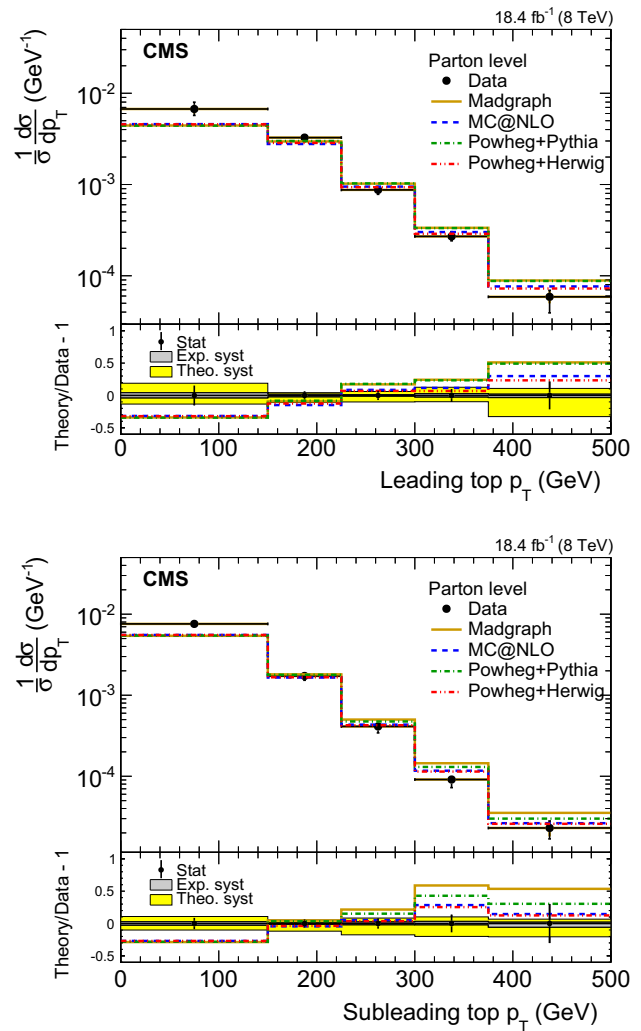 18.4 fb⁻¹ (8 TeV)
CMS
Parton level
Data
Madgraph
MC@NLO
Powheg+Pythia
Powheg+Herwig
1/σ dσ/dp_T (GeV⁻¹)
10⁻²
10⁻³
10⁻⁴
Stat
Exp. syst
Theo. syst
Theory/Data - 1
1
0.5
0
-0.5
0 100 200 300 400 500
Leading top p_T (GeV)
18.4 fb⁻¹ (8 TeV)
CMS
Parton level
Data
Madgraph
MC@NLO
Powheg+Pythia
Powheg+Herwig
1/σ dσ/dp_T (GeV⁻¹)
10⁻²
10⁻³
10⁻⁴
Stat
Exp. syst
Theo. syst
Theory/Data - 1
1
0.5
0
-0.5
0 100 200 300 400 500
Subleading top p_T (GeV)